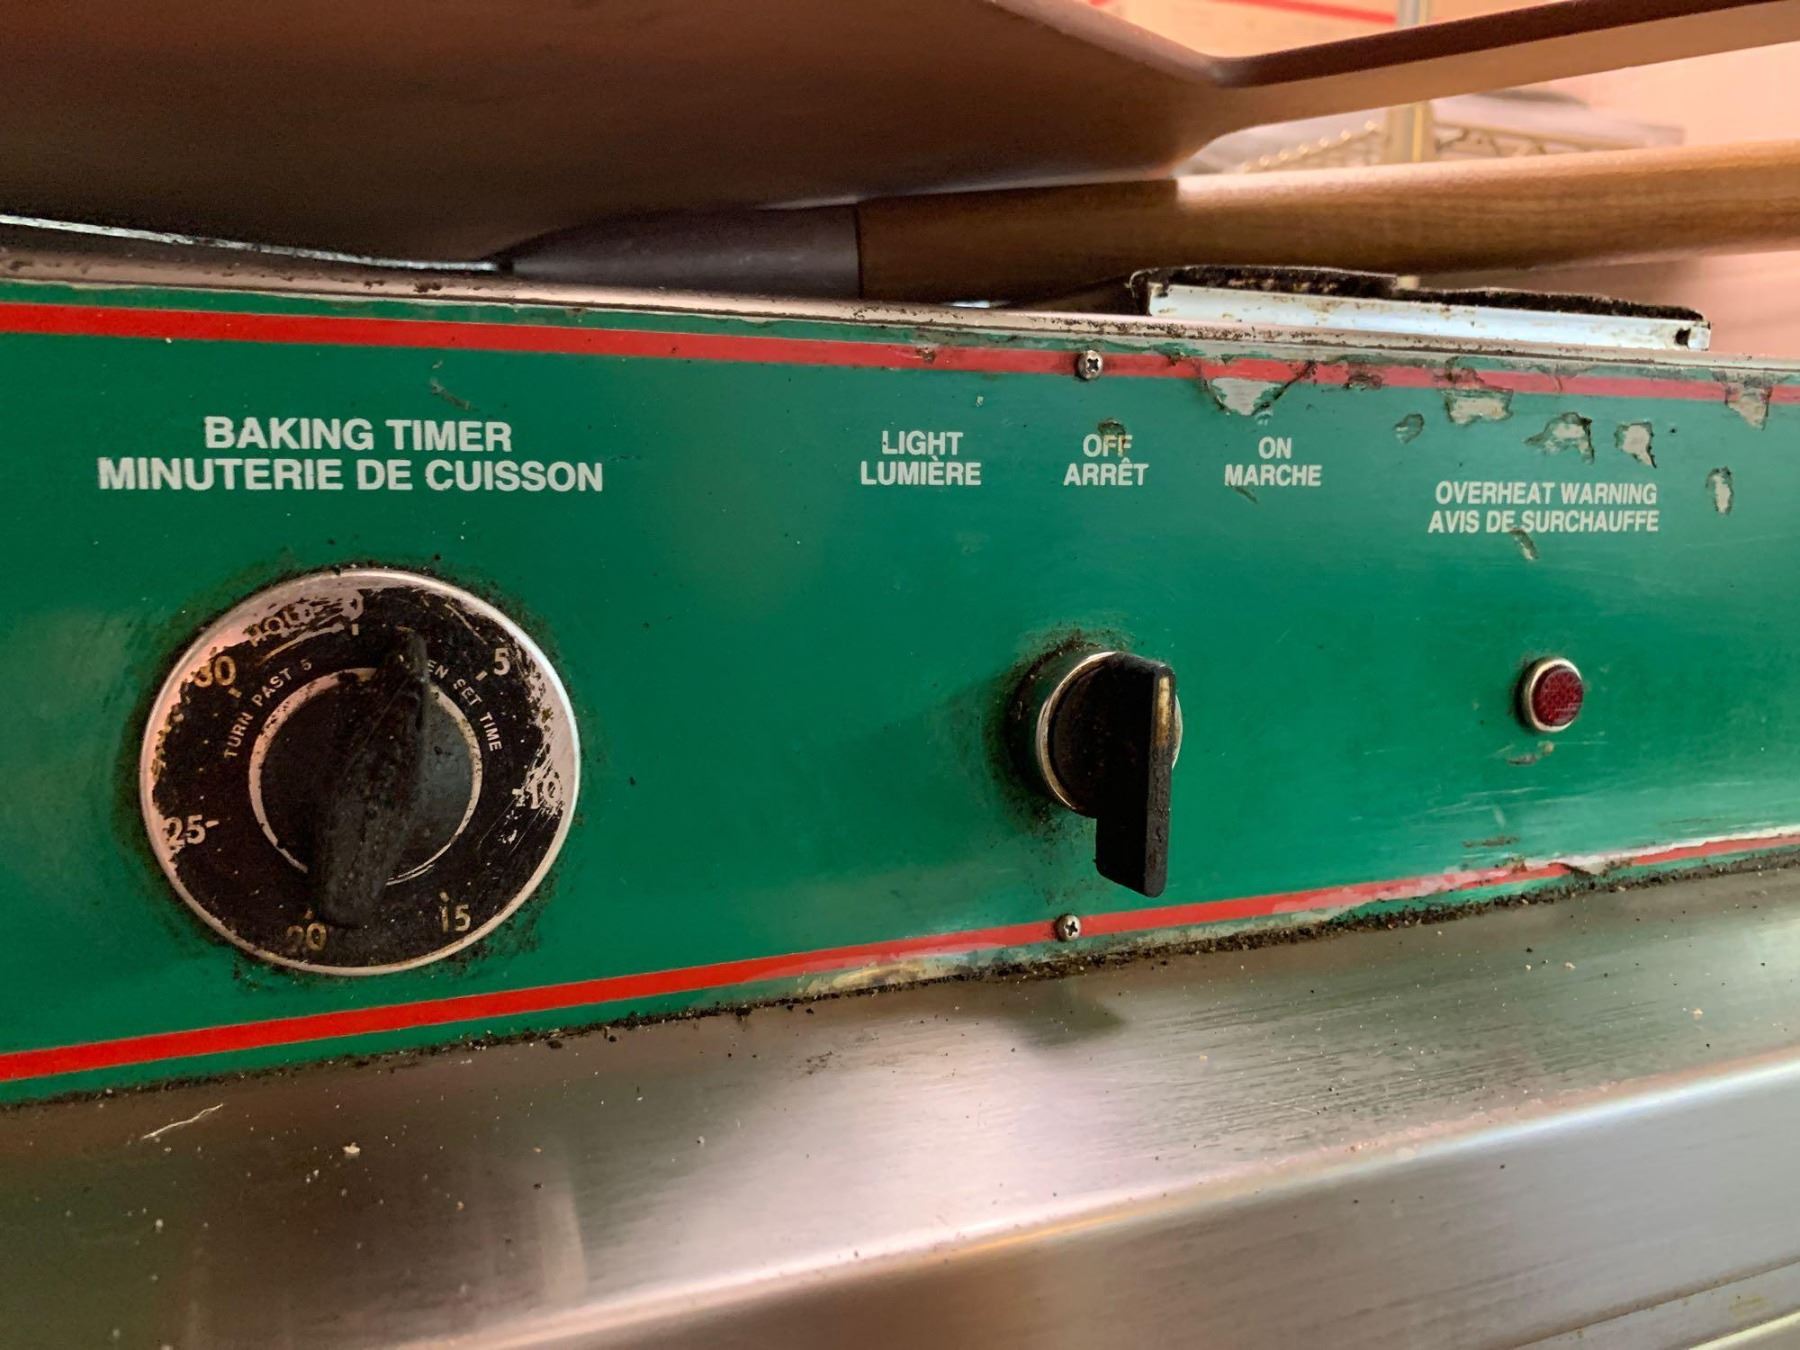 BAKING TIMER
MINUTERIE DE CUISSON
LIGHT
LUMIÈRE
OFF
ARRÊT
ON
MARCHE
OVERHEAT WARNING
AVIS DE SURCHAUFFE
TURN PAST 5
SET TIME
5
10
15
20
25
30